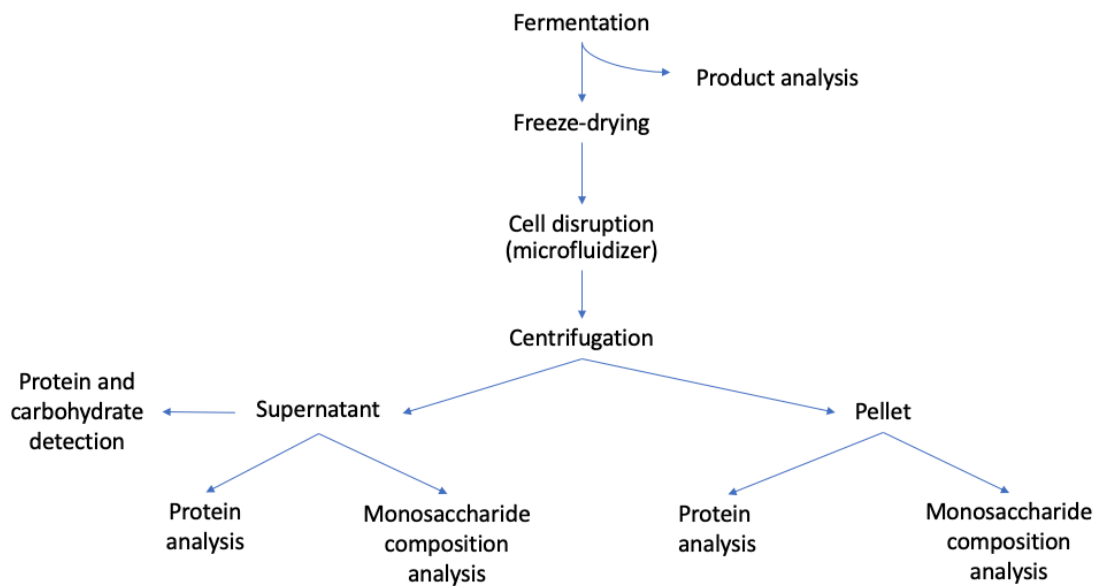 Fermentation
Product analysis
Freeze-drying
Cell disruption
(microfluidizer)
Centrifugation
Protein and
carbohydrate
detection
Supernatant
Pellet
Protein
analysis
Monosaccharide
composition
analysis
Protein
analysis
Monosaccharide
composition
analysis